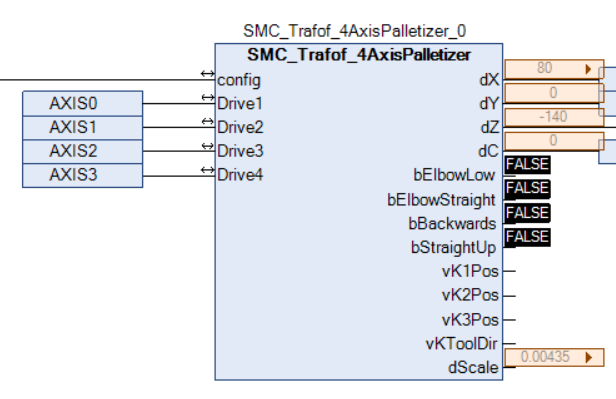 SMC_Trafof_4AxisPalletizer_0
SMC_Trafof_4AxisPalletizer
config dX 80
AXIS0 Drive1 dY 0
AXIS1 Drive2 dZ -140
AXIS2 Drive3 dC 0
AXIS3 Drive4 bElbowLow FALSE
bElbowStraight FALSE
bBackwards FALSE
bStraightUp FALSE
vK1Pos
vK2Pos
vK3Pos
vKToolDir
dScale 0.00435